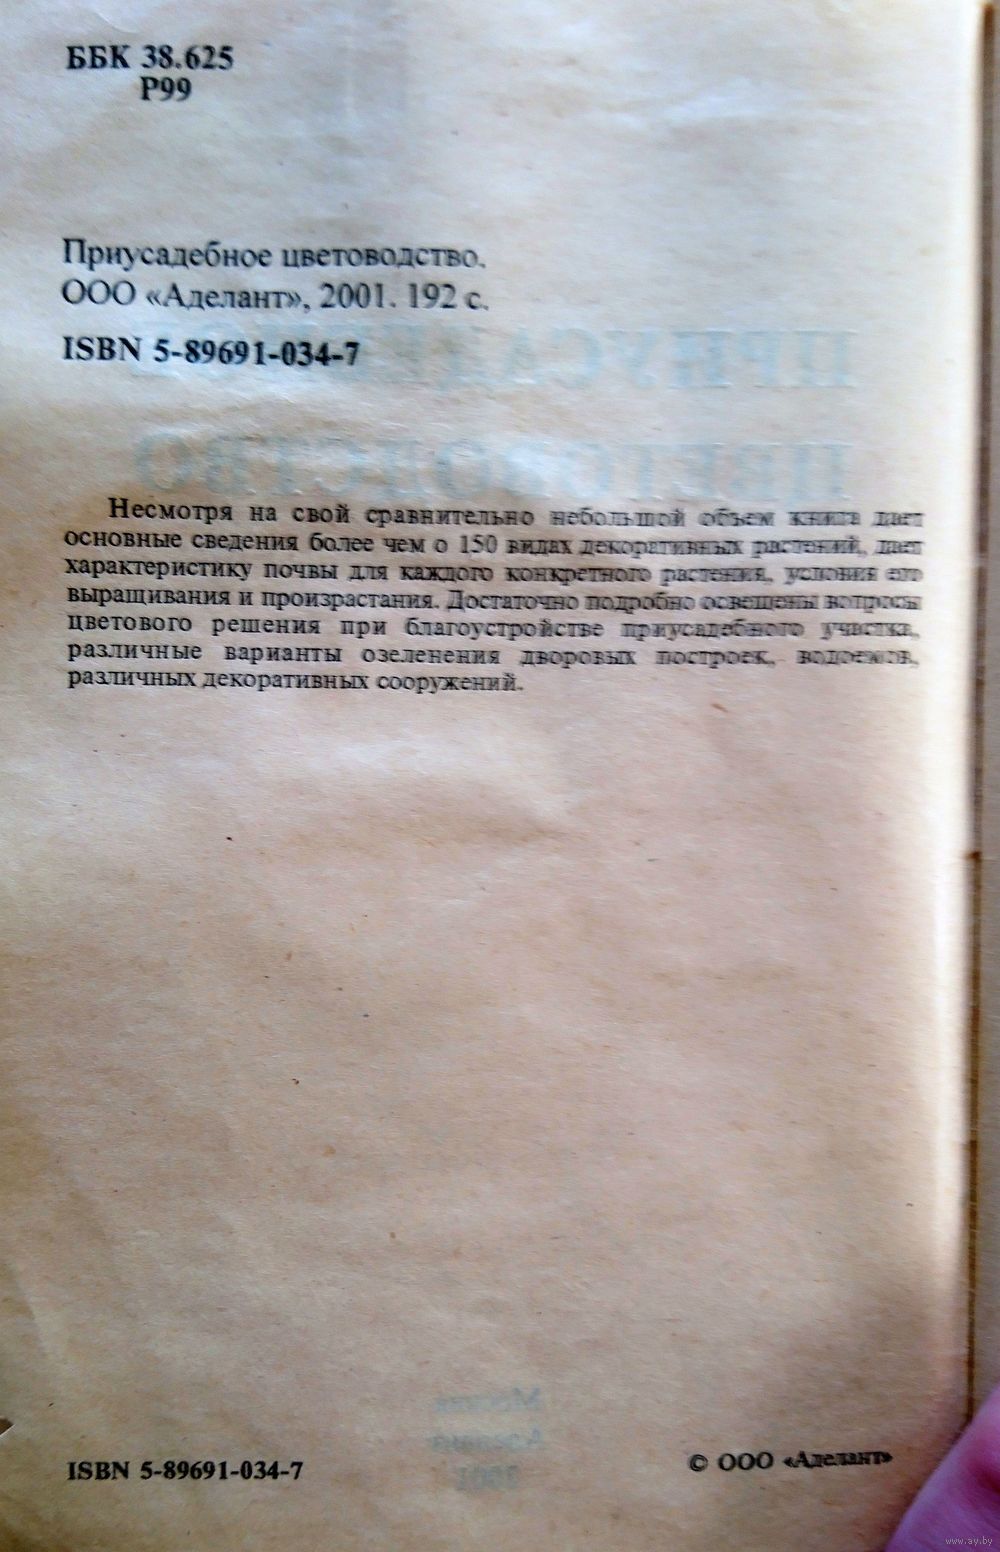 ББК 38.625
Р99
Приусадебное цветоводство.
ООО «Аделант», 2001. 192 с.
ISBN 5-89691-034-7
Несмотря на свой сравнительно небольшой объем книга дает
основные сведения более чем о 150 видах декоративных растений, дает
характеристику почвы для каждого конкретного растения, условия его
выращивания и произрастания. Достаточно подробно освещены вопросы
цветового решения при благоустройстве приусадебного участка,
различные варианты озеленения дворовых построек, водоемов,
различных декоративных сооружений.
ISBN 5-89691-034-7
© ООО «Аделант»
www.ay.by